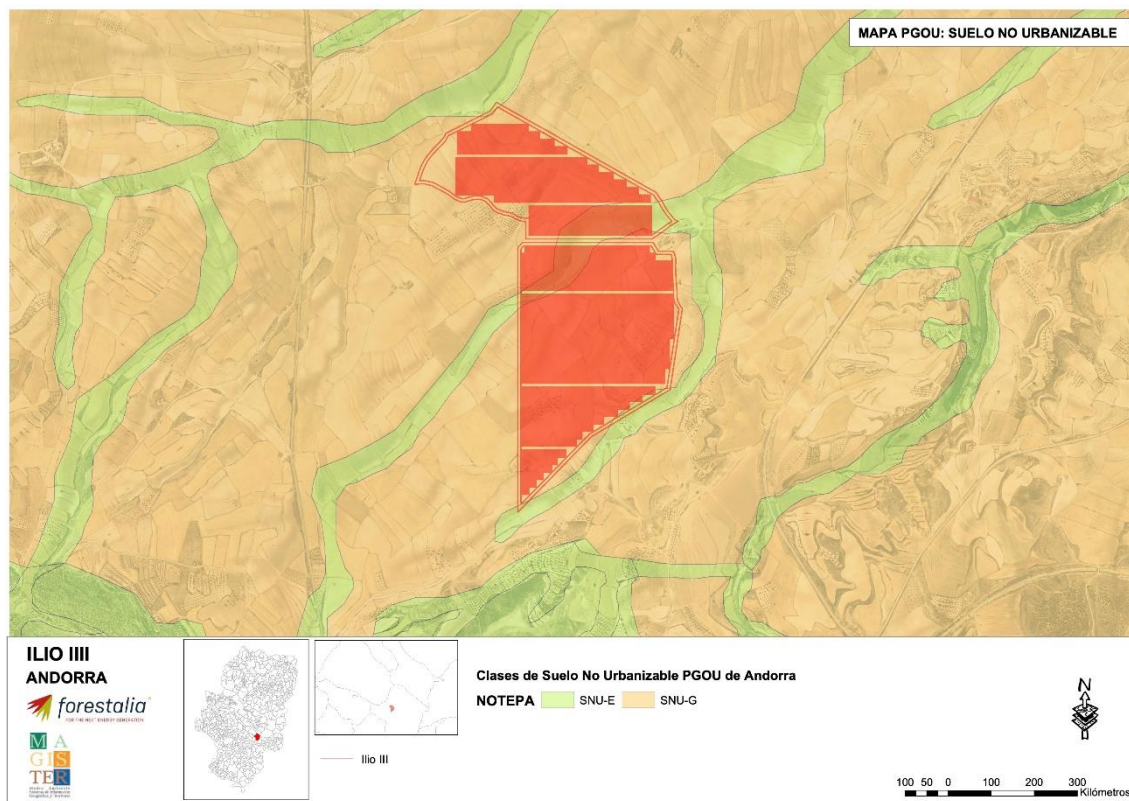 MAPA PGOU: SUELO NO URBANIZABLE
ILIO IIII
ANDORRA
forestalia
FOR THE NEXT ENERGY GENERATION
M A
GIS
TER
Clases de Suelo No Urbanizable PGOU de Andorra
NOTEPA SNU-E SNU-G
Ilio III
N
100 50 0 100 200 300
Kilómetros